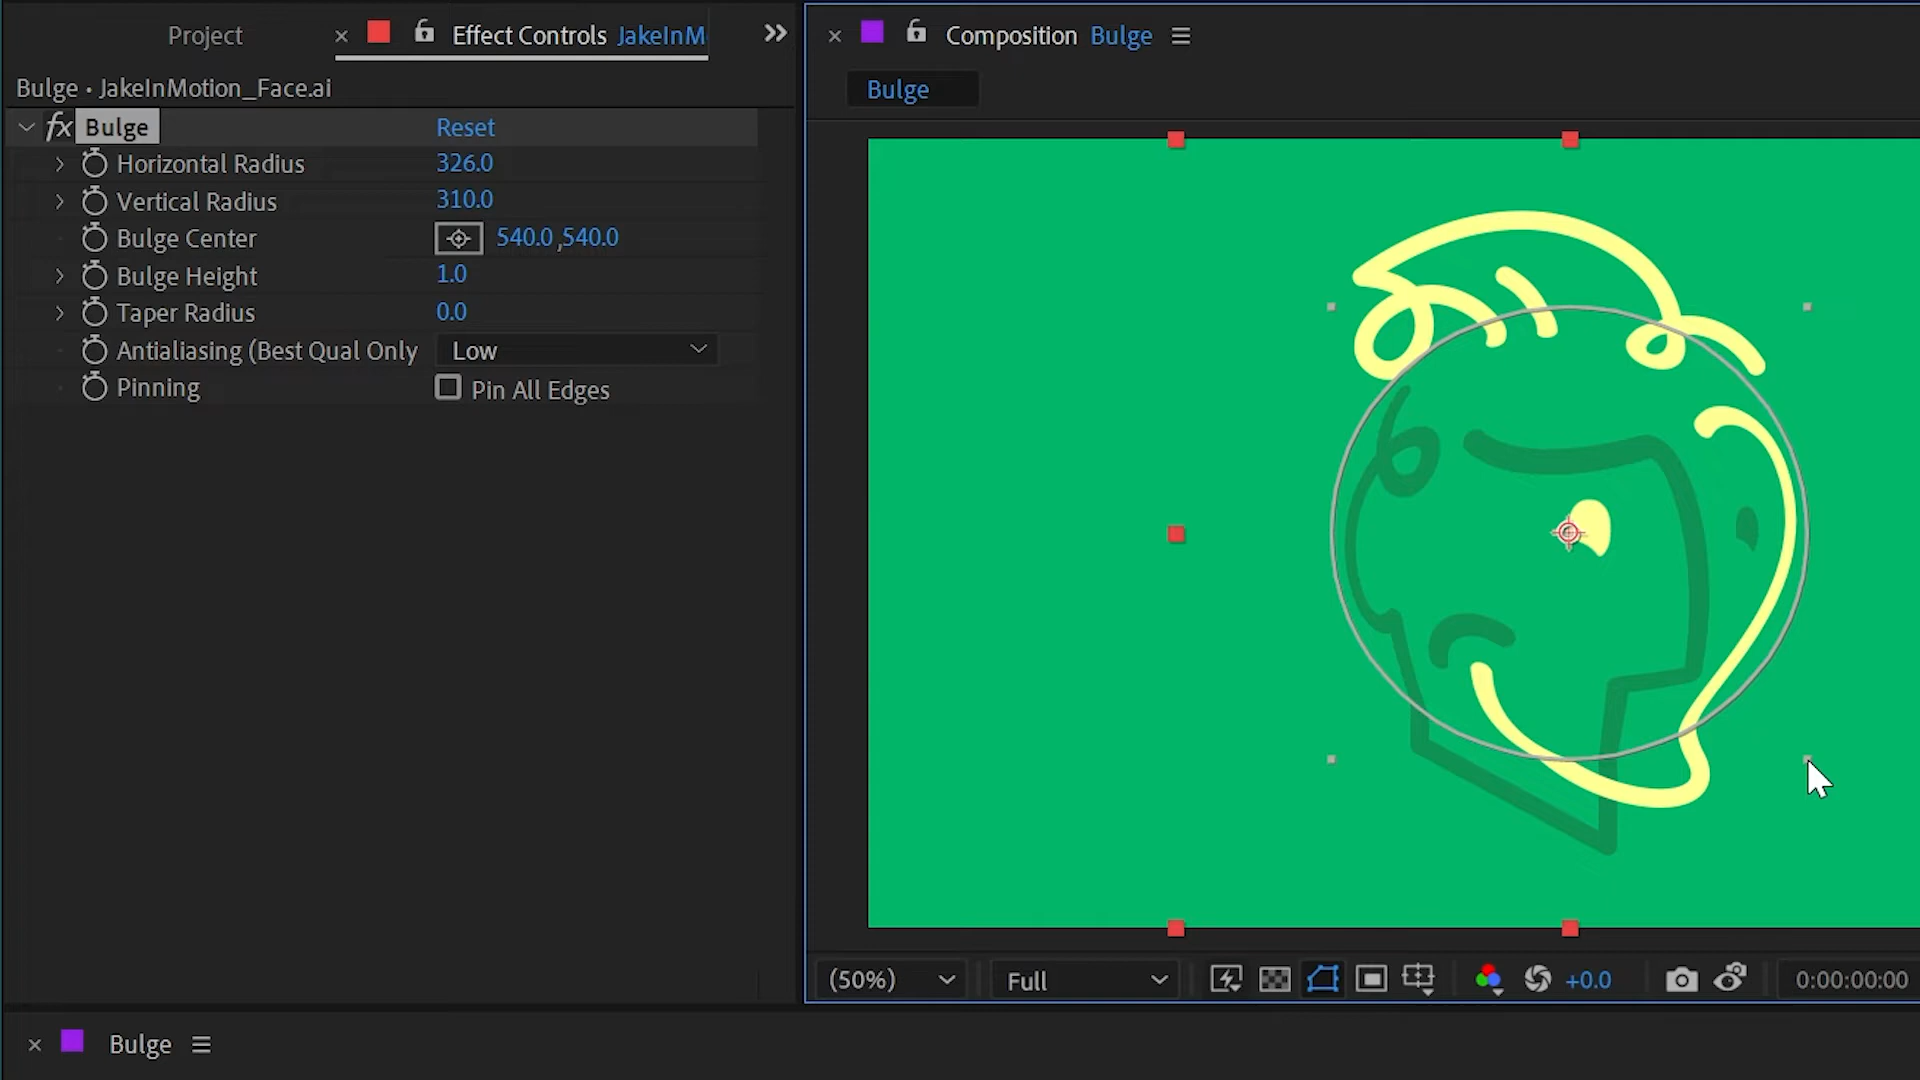 Project
Effect Controls JakeInM
Bulge • JakeInMotion_Face.ai
fx Bulge Reset
Horizontal Radius 326.0
Vertical Radius 310.0
Bulge Center 540.0,540.0
Bulge Height 1.0
Taper Radius 0.0
Antialiasing (Best Qual Only Low
Pinning Pin All Edges
Composition Bulge
Bulge
(50%) Full +0.0 0:00:00:00
Bulge